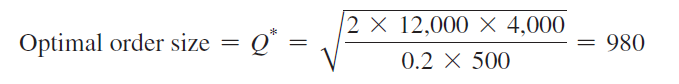 Optimal order size = Q* = √((2 × 12,000 × 4,000) / (0.2 × 500)) = 980